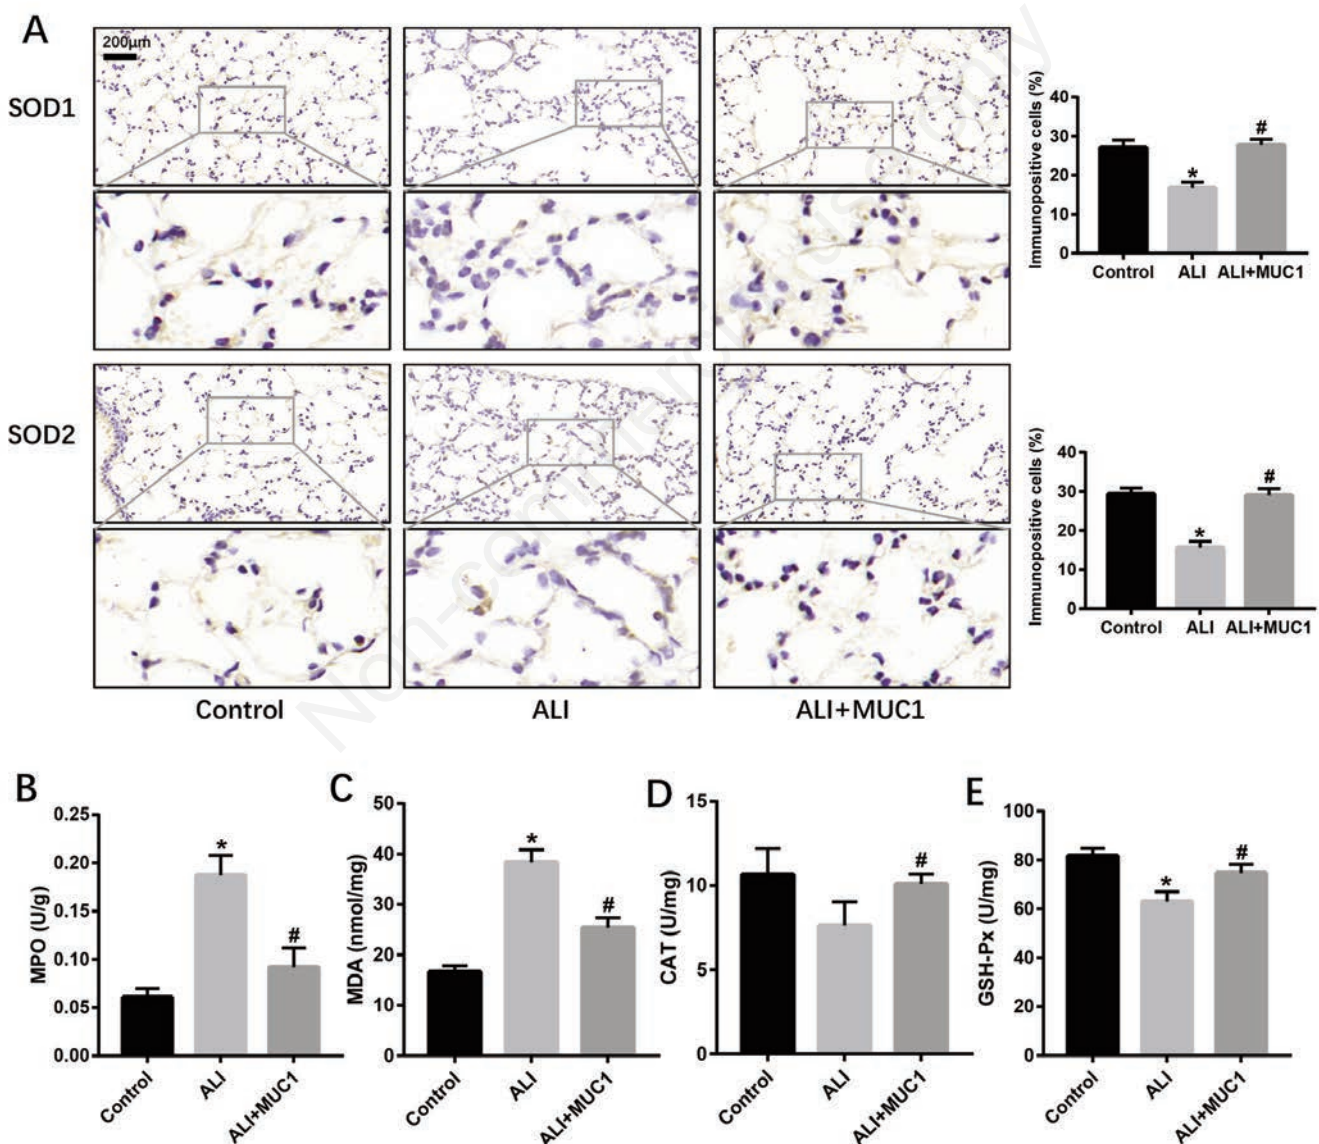 A
200μm
SOD1
Immunopositive cells (%)
40
30
20
10
0
*
#
Control ALI ALI+MUC1
SOD2
Immunopositive cells (%)
40
30
20
10
0
*
#
Control ALI ALI+MUC1
Control ALI ALI+MUC1
Non-commercial use only
B
MPO (U/g)
0.25
0.20
0.15
0.10
0.05
0.00
*
#
Control ALI ALI+MUC1
C
MDA (nmol/mg)
50
40
30
20
10
0
*
#
Control ALI ALI+MUC1
D
CAT (U/mg)
15
10
5
0
#
Control ALI ALI+MUC1
E
GSH-Px (U/mg)
100
80
60
40
20
0
*
#
Control ALI ALI+MUC1